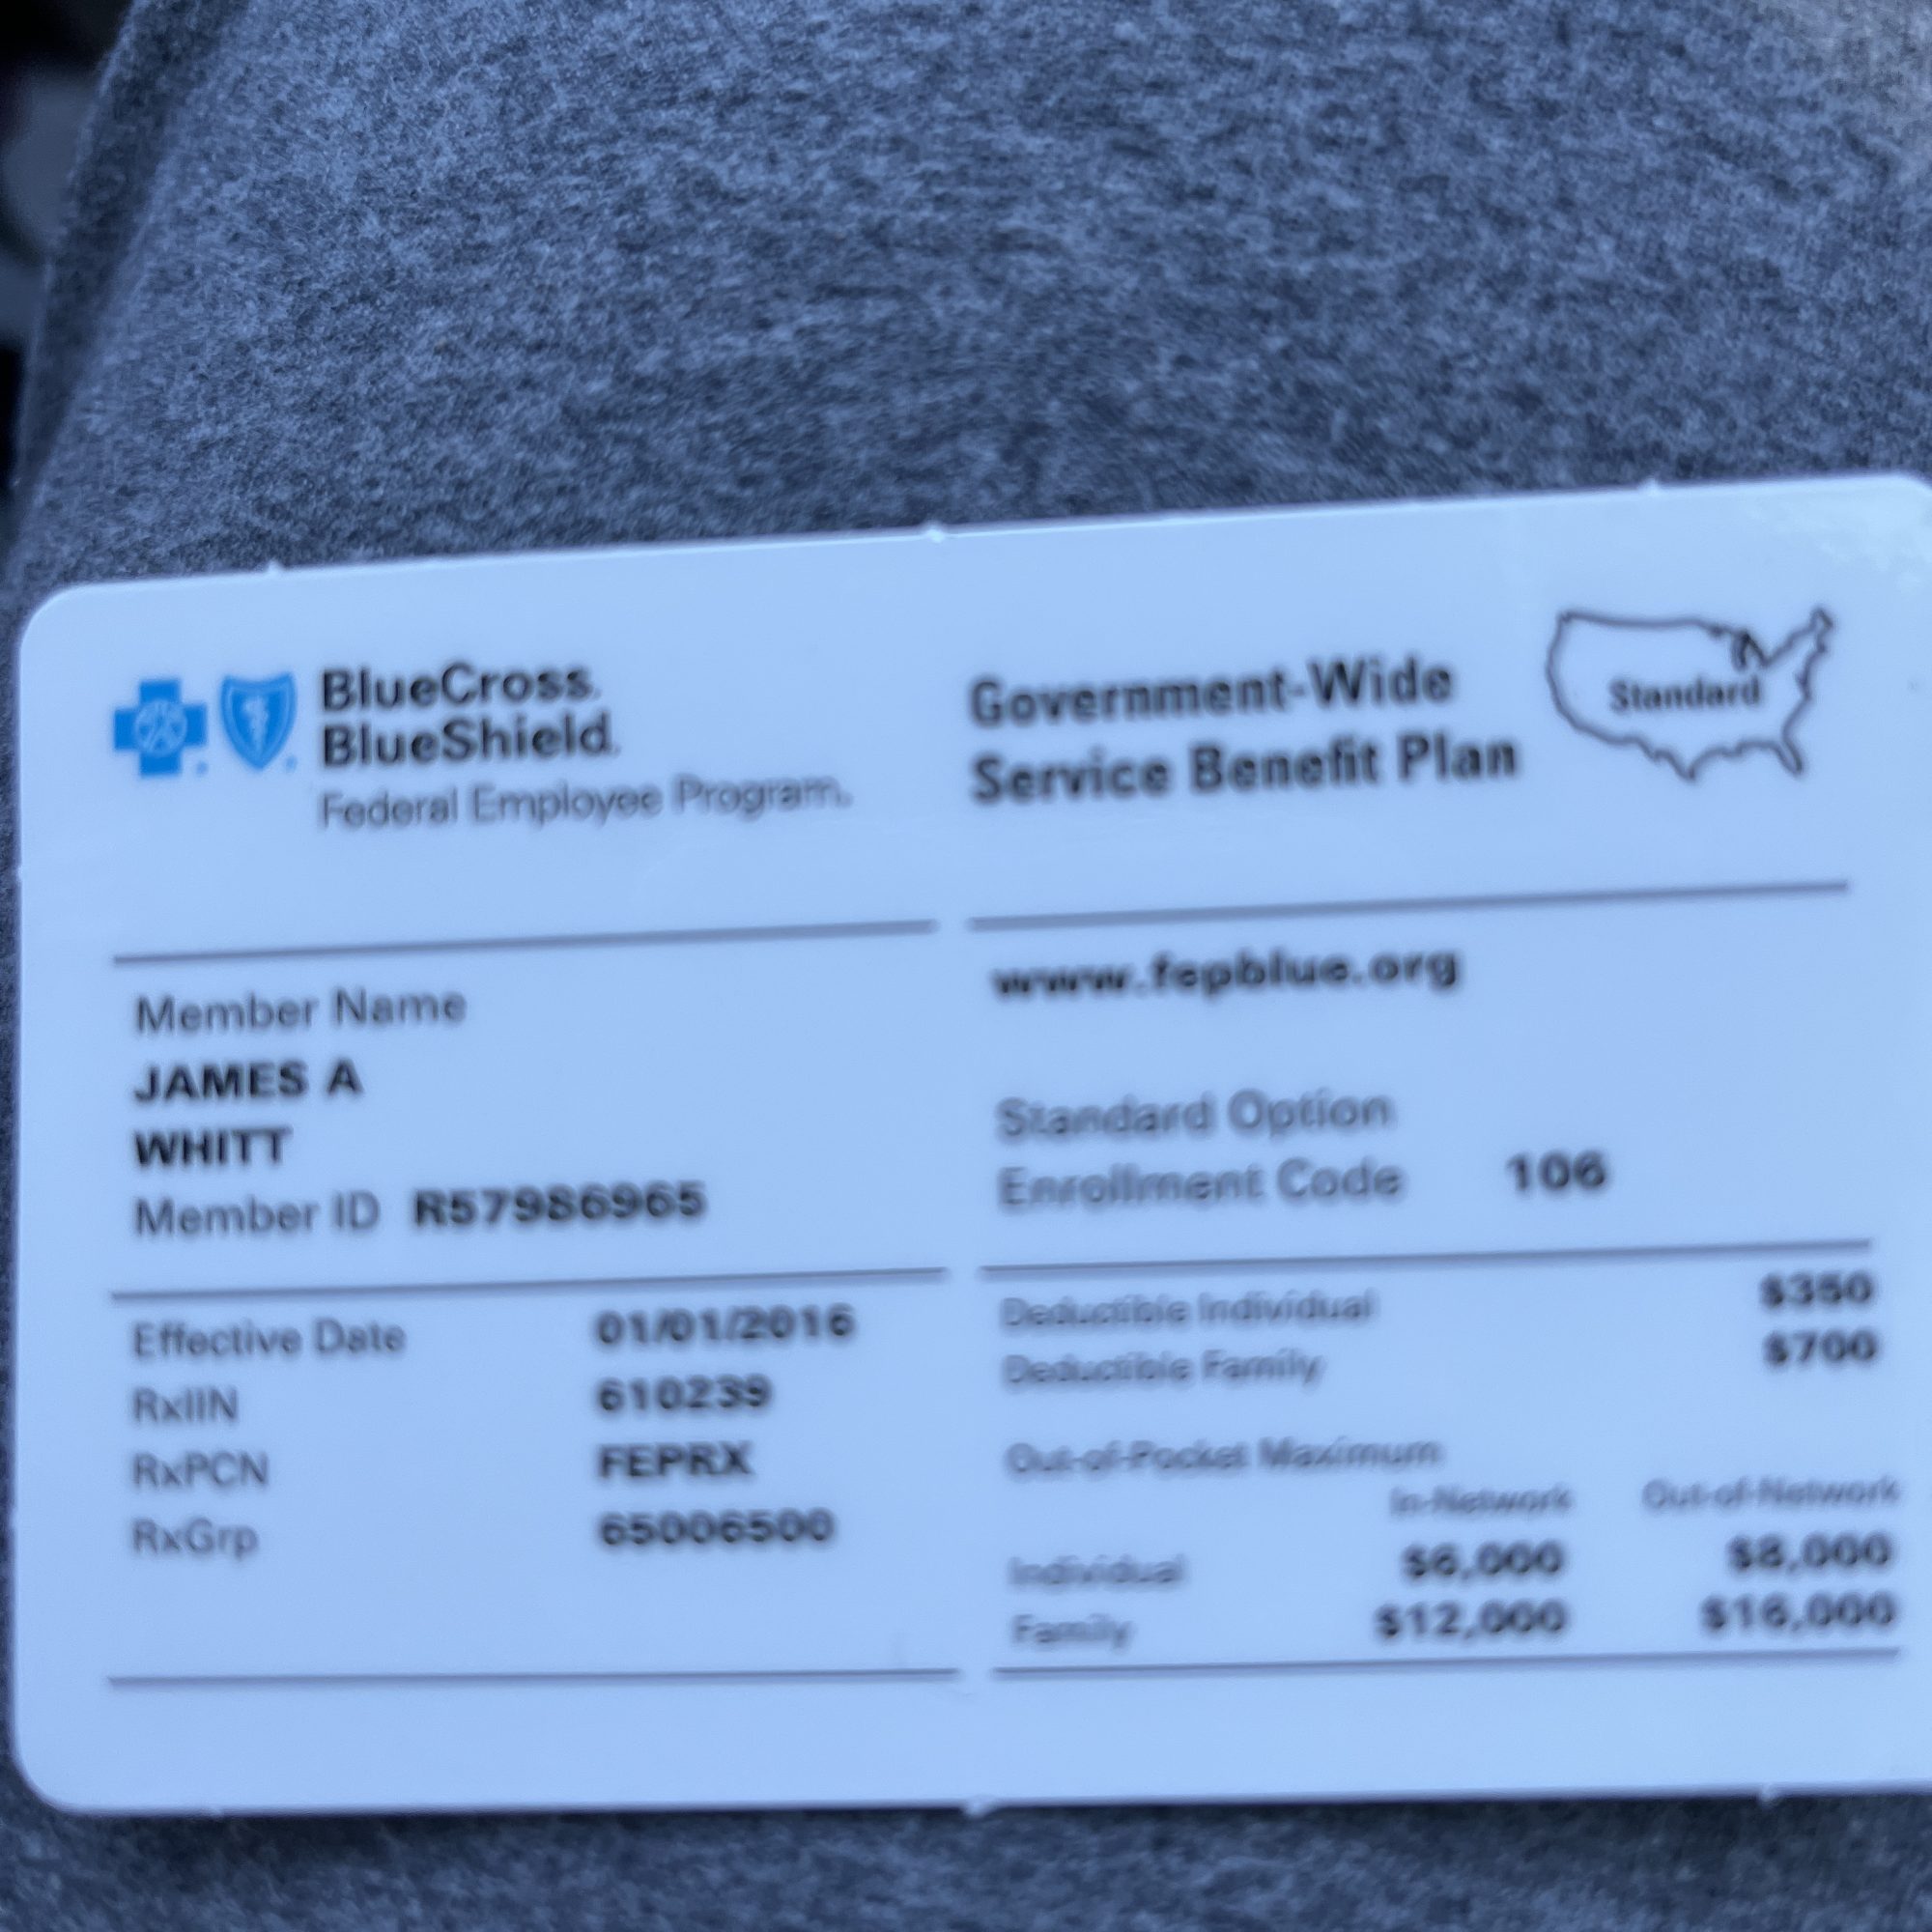 BlueCross.
BlueShield.
Federal Employee Program.
Government-Wide
Service Benefit Plan
Standard
Member Name
JAMES A
WHITT
Member ID R57986965
www.fepblue.org
Standard Option
Enrollment Code 106
Effective Date 01/01/2016
RxIIN 610239
RxPCN FEPRX
RxGrp 65006500
Deductible Individual $350
Deductible Family $700
Out-of-Pocket Maximum
In-Network Out-of-Network
Individual $6,000 $8,000
Family $12,000 $16,000